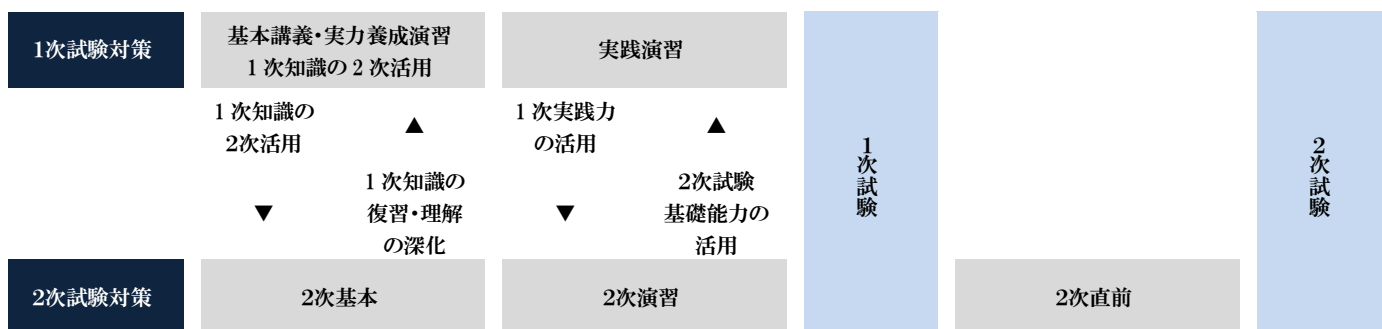 1次試験対策
基本講義・実力養成演習
1次知識の2次活用
実践演習
1次知識の
2次活用
▲
1次実践力
の活用
▲
▼
1次知識の
復習・理解
の深化
▼
2次試験
基礎能力の
活用
1次試験
2次試験
2次試験対策
2次基本
2次演習
2次直前